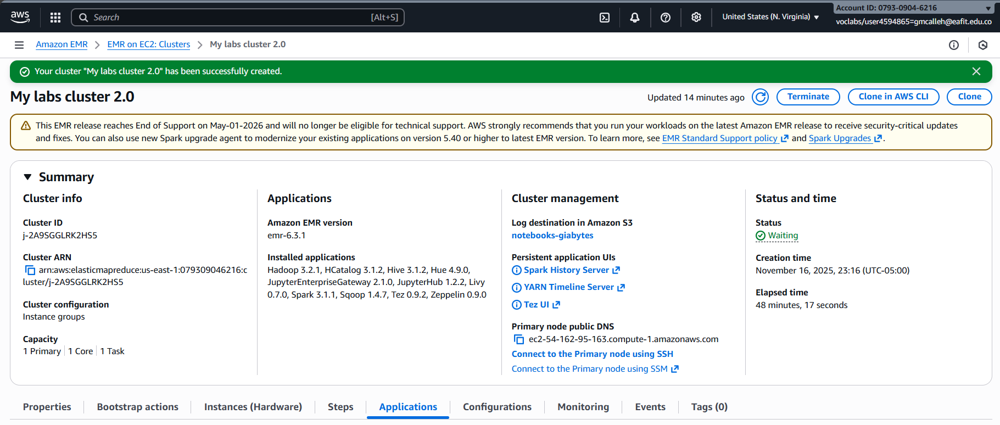 aws
Search [Alt+S]
United States (N. Virginia)
Account ID: 0793-0904-6216
voclabs/user4594865=gmcalleh@eafit.edu.co
Amazon EMR > EMR on EC2: Clusters > My labs cluster 2.0
Your cluster "My labs cluster 2.0" has been successfully created.
My labs cluster 2.0
Updated 14 minutes ago
Terminate
Clone in AWS CLI
Clone
This EMR release reaches End of Support on May-01-2026 and will no longer be eligible for technical support. AWS strongly recommends that you run your workloads on the latest Amazon EMR release to receive security-critical updates
and fixes. You can also use new Spark upgrade agent to modernize your existing applications on version 5.40 or higher to latest EMR version. To learn more, see EMR Standard Support policy and Spark Upgrades.
Summary
Cluster info
Cluster ID
j-2A9SGGLRK2HS5
Cluster ARN
arn:aws:elasticmapreduce:us-east-1:079309046216:c
luster/j-2A9SGGLRK2HS5
Cluster configuration
Instance groups
Capacity
1 Primary | 1 Core | 1 Task
Applications
Amazon EMR version
emr-6.3.1
Installed applications
Hadoop 3.2.1, HCatalog 3.1.2, Hive 3.1.2, Hue 4.9.0,
JupyterEnterpriseGateway 2.1.0, JupyterHub 1.2.2, Livy
0.7.0, Spark 3.1.1, Sqoop 1.4.7, Tez 0.9.2, Zeppelin 0.9.0
Cluster management
Log destination in Amazon S3
notebooks-giabytes
Persistent application UIs
Spark History Server
YARN Timeline Server
Tez UI
Primary node public DNS
ec2-54-162-95-163.compute-1.amazonaws.com
Connect to the Primary node using SSH
Connect to the Primary node using SSM
Status and time
Status
Waiting
Creation time
November 16, 2025, 23:16 (UTC-05:00)
Elapsed time
48 minutes, 17 seconds
Properties
Bootstrap actions
Instances (Hardware)
Steps
Applications
Configurations
Monitoring
Events
Tags (0)